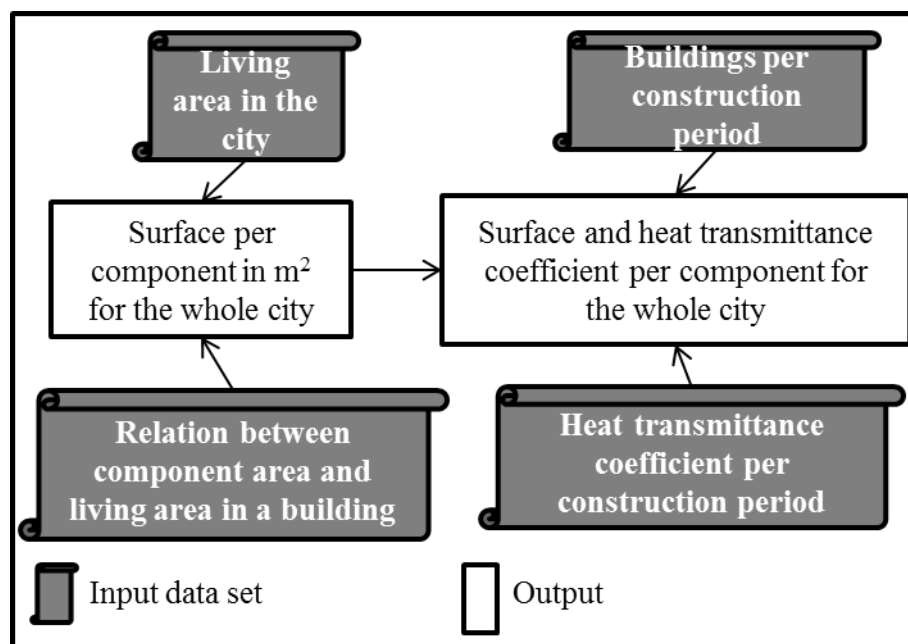 Living
area in the
city
Buildings per
construction
period
Surface per
component in m²
for the whole city
Surface and heat transmittance
coefficient per component for
the whole city
Relation between
component area and
living area in a building
Heat transmittance
coefficient per
construction period
Input data set
Output